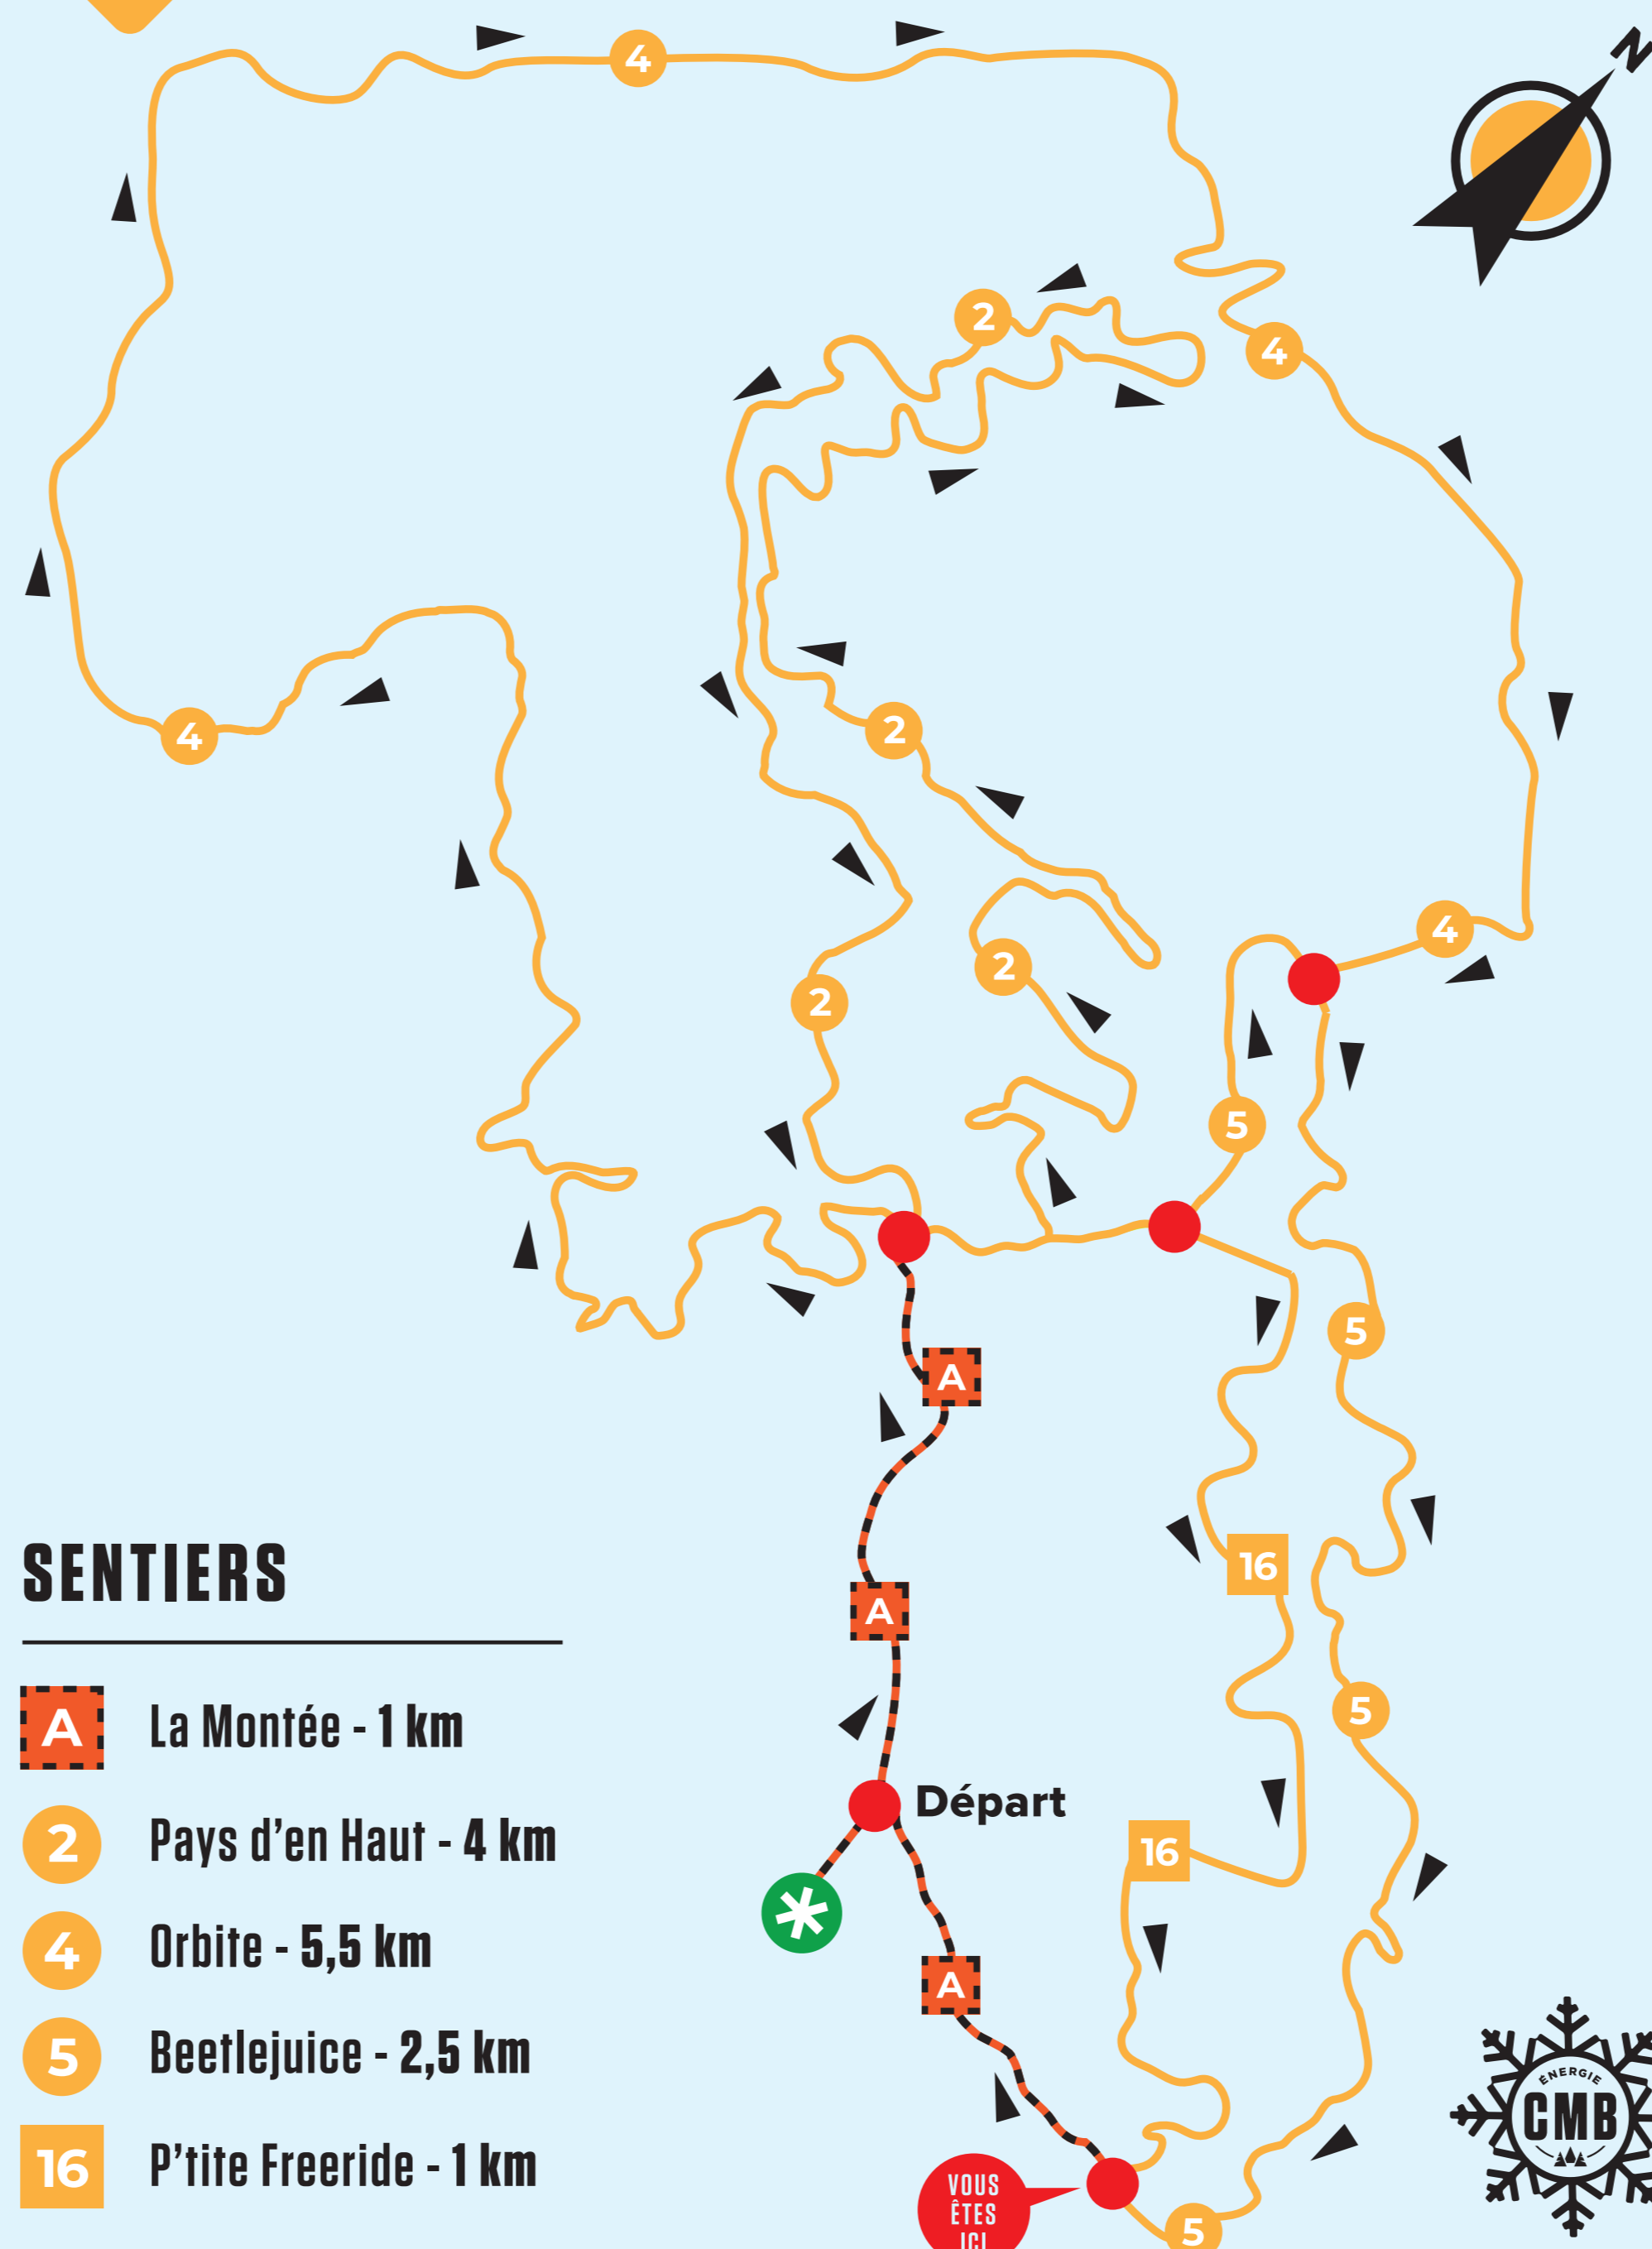 N
4
2
4
2
4
2
2
4
5
5
A
16
A
5
Départ
16
A
5
SENTIERS
A La Montée - 1 km
2 Pays d'en Haut - 4 km
4 Orbite - 5,5 km
5 Beetlejuice - 2,5 km
16 P'tite Freeride - 1 km
ÉNERGIE
CMB
VOUS
ÊTES
ICI